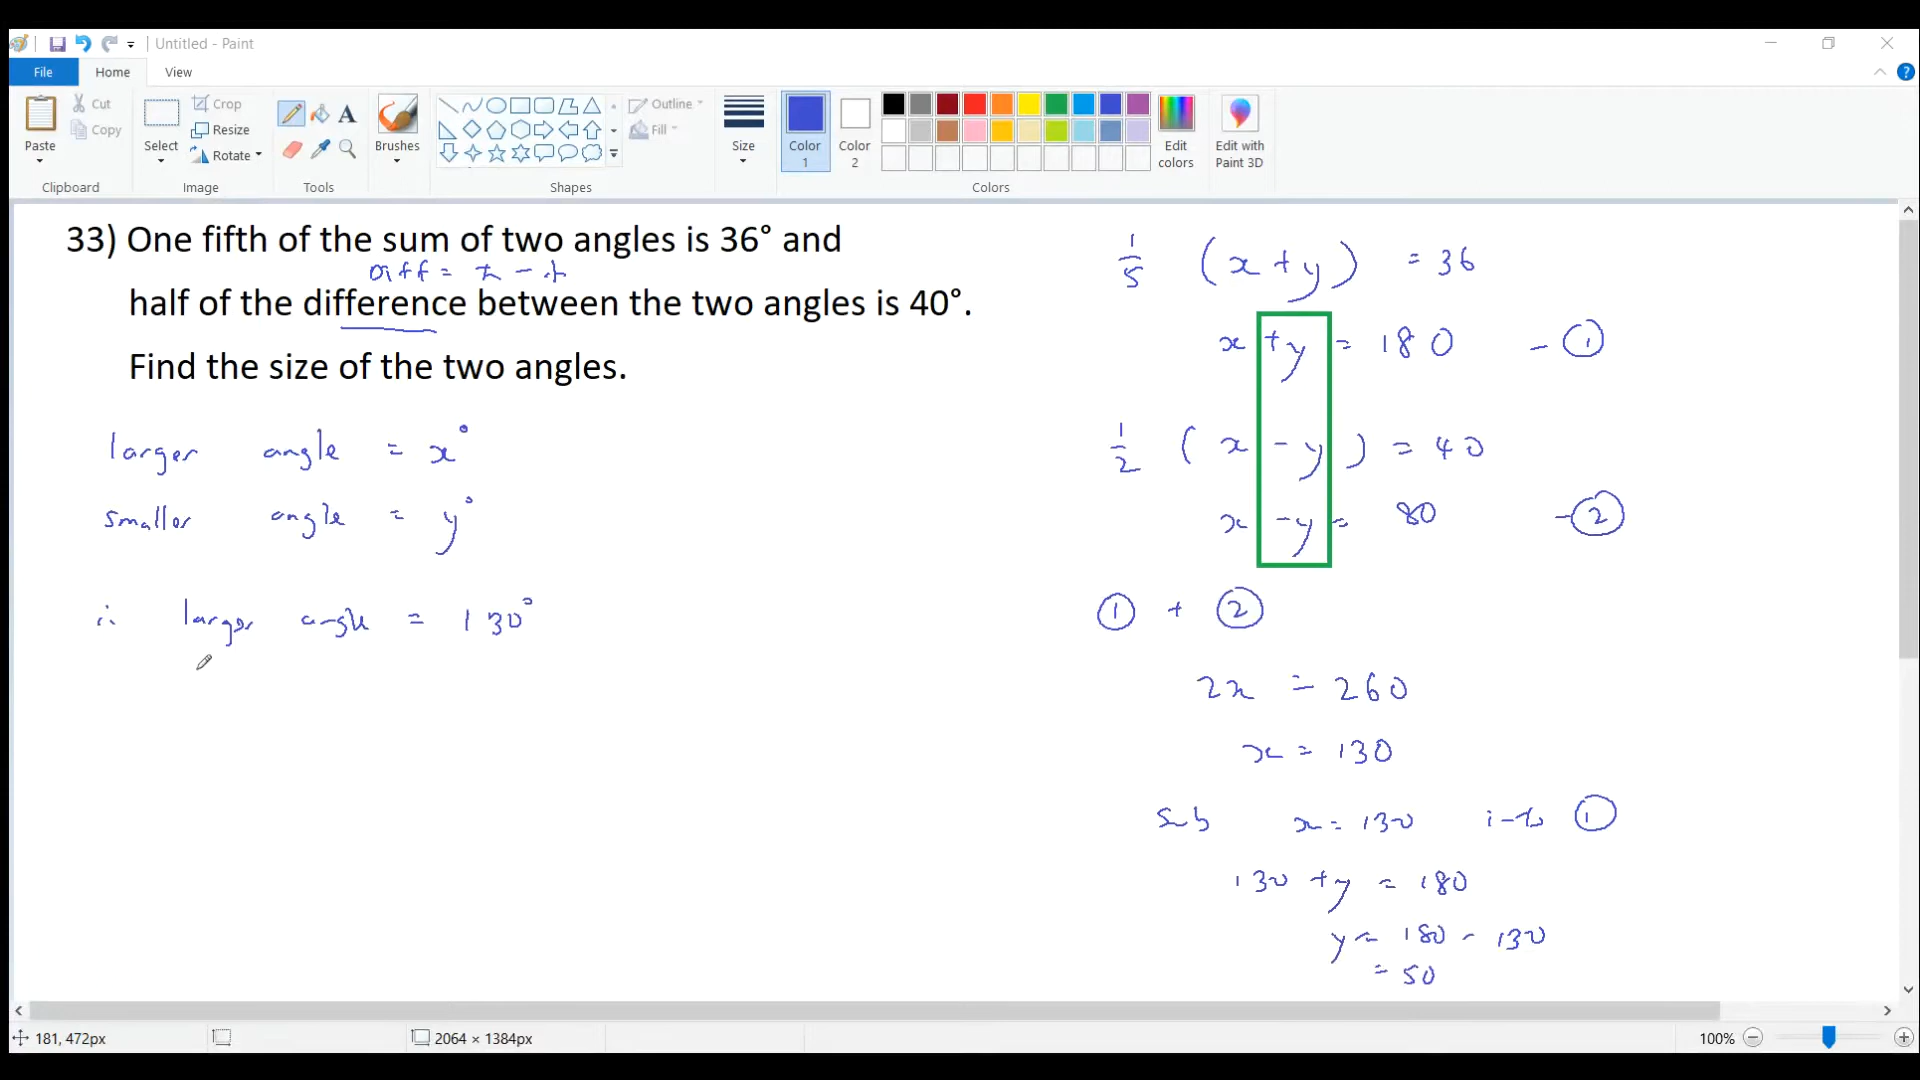 Untitled - Paint
File Home View
Paste
Cut
Copy
Clipboard
Select
Crop
Resize
Rotate
Image
Tools
Brushes
Shapes
Outline
Fill
Size
Color 1
Color 2
Edit colors
Edit with Paint 3D
Colors
33) One fifth of the sum of two angles is 36° and
Diff = +
half of the difference between the two angles is 40°.
Find the size of the two angles.
larger angle = x°
smaller angle = y°
∴ larger angle = 130°
1/5 (x + y) = 36
x + y = 180 - ①
1/2 (x - y) = 40
x - y = 80 - ②
① + ②
2x = 260
x = 130
Sub x = 130 into ①
130 + y = 180
y = 180 - 130
= 50
181, 472px
2064 × 1384px
100%